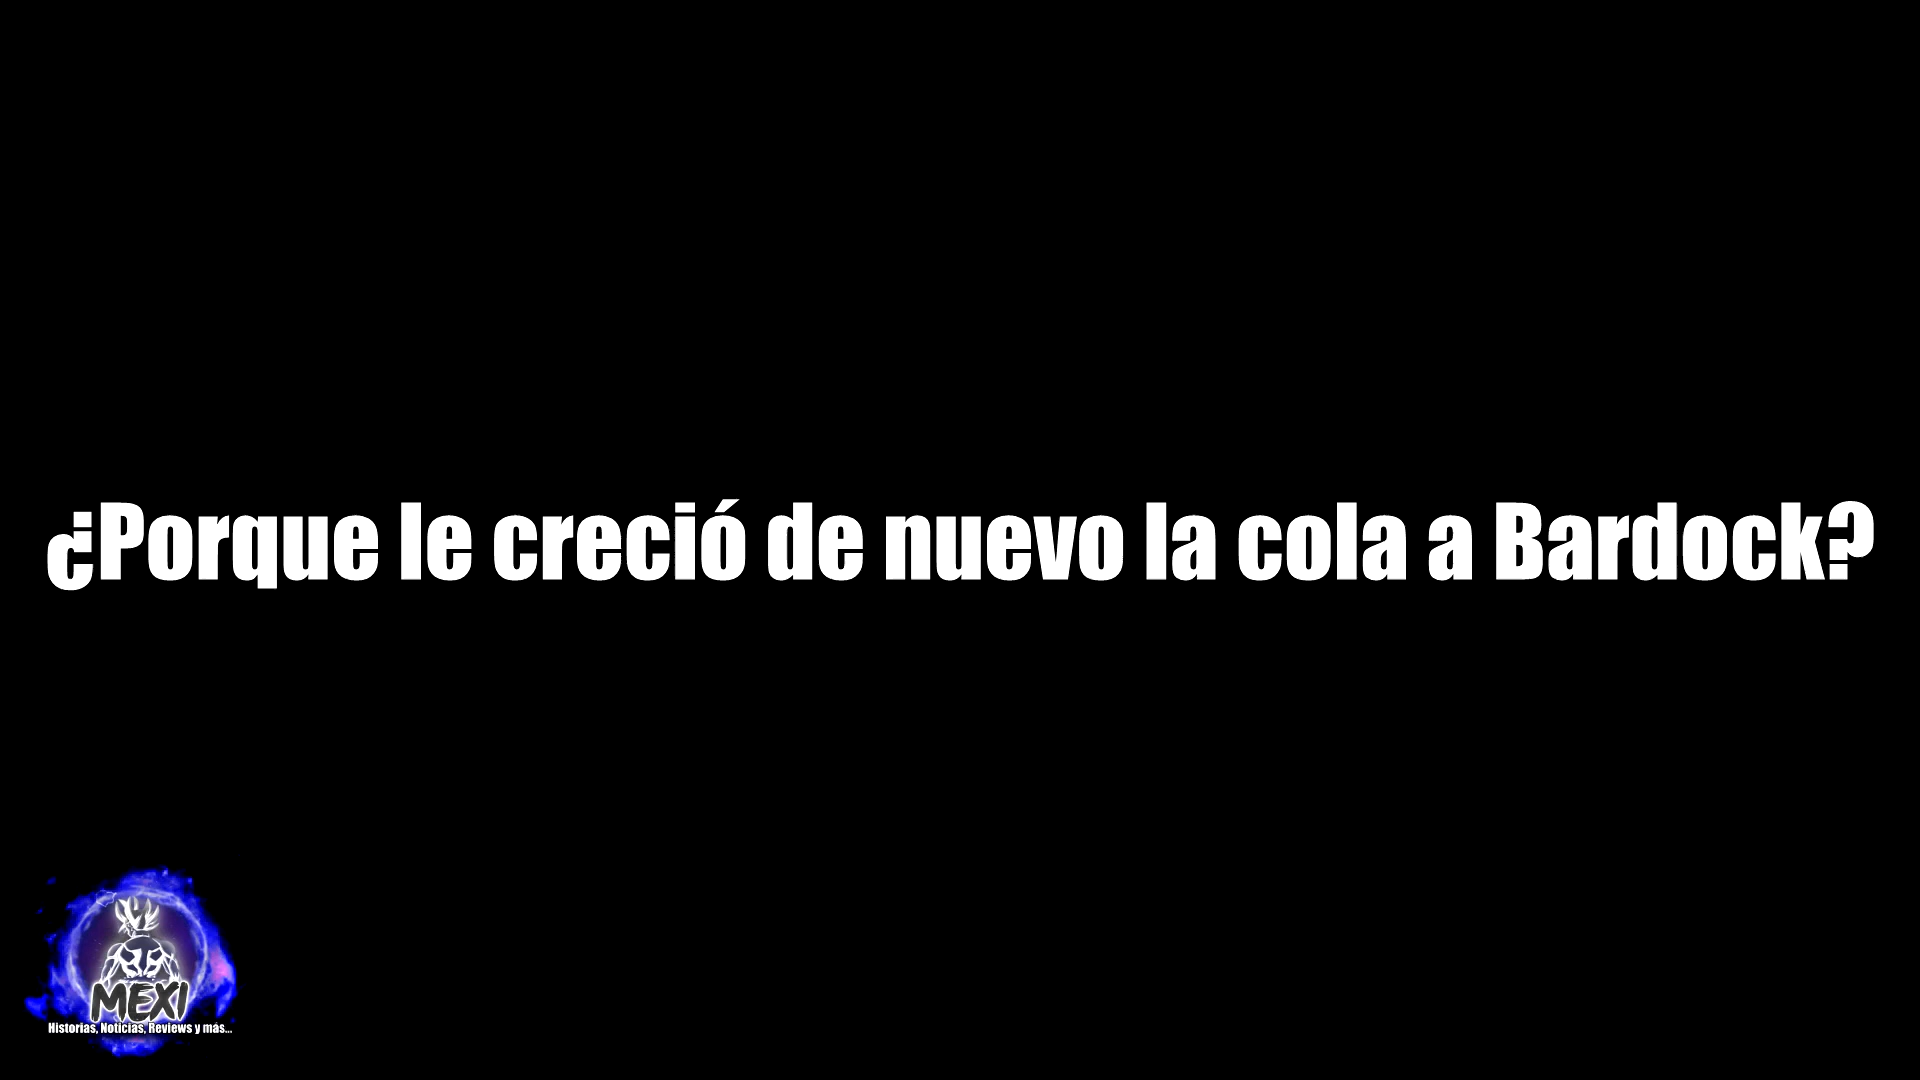 ¿Porque le creció de nuevo la cola a Bardock?
MEXI
Historias, Noticias, Reviews y más...